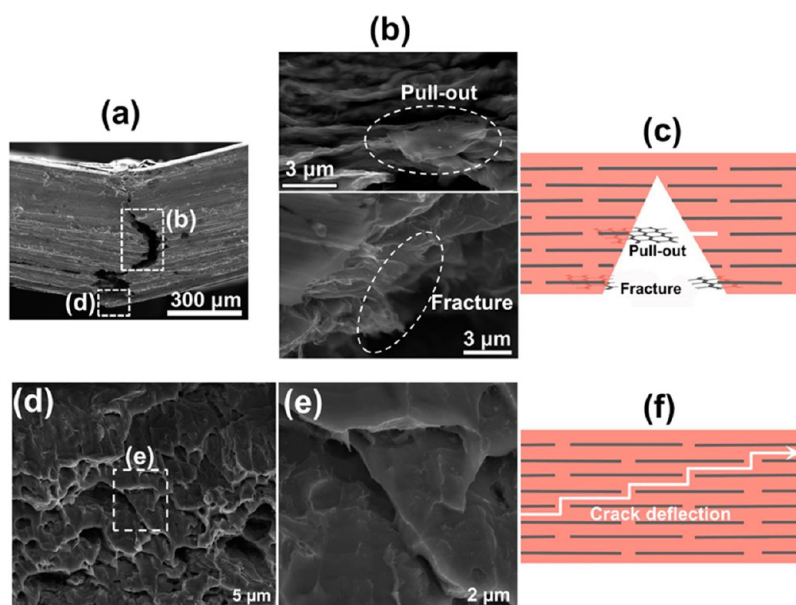 (a)
(b)
(d)
300 μm
(b)
Pull-out
3 μm
Fracture
3 μm
(c)
Pull-out
Fracture
(d)
(e)
5 μm
(e)
2 μm
(f)
Crack deflection